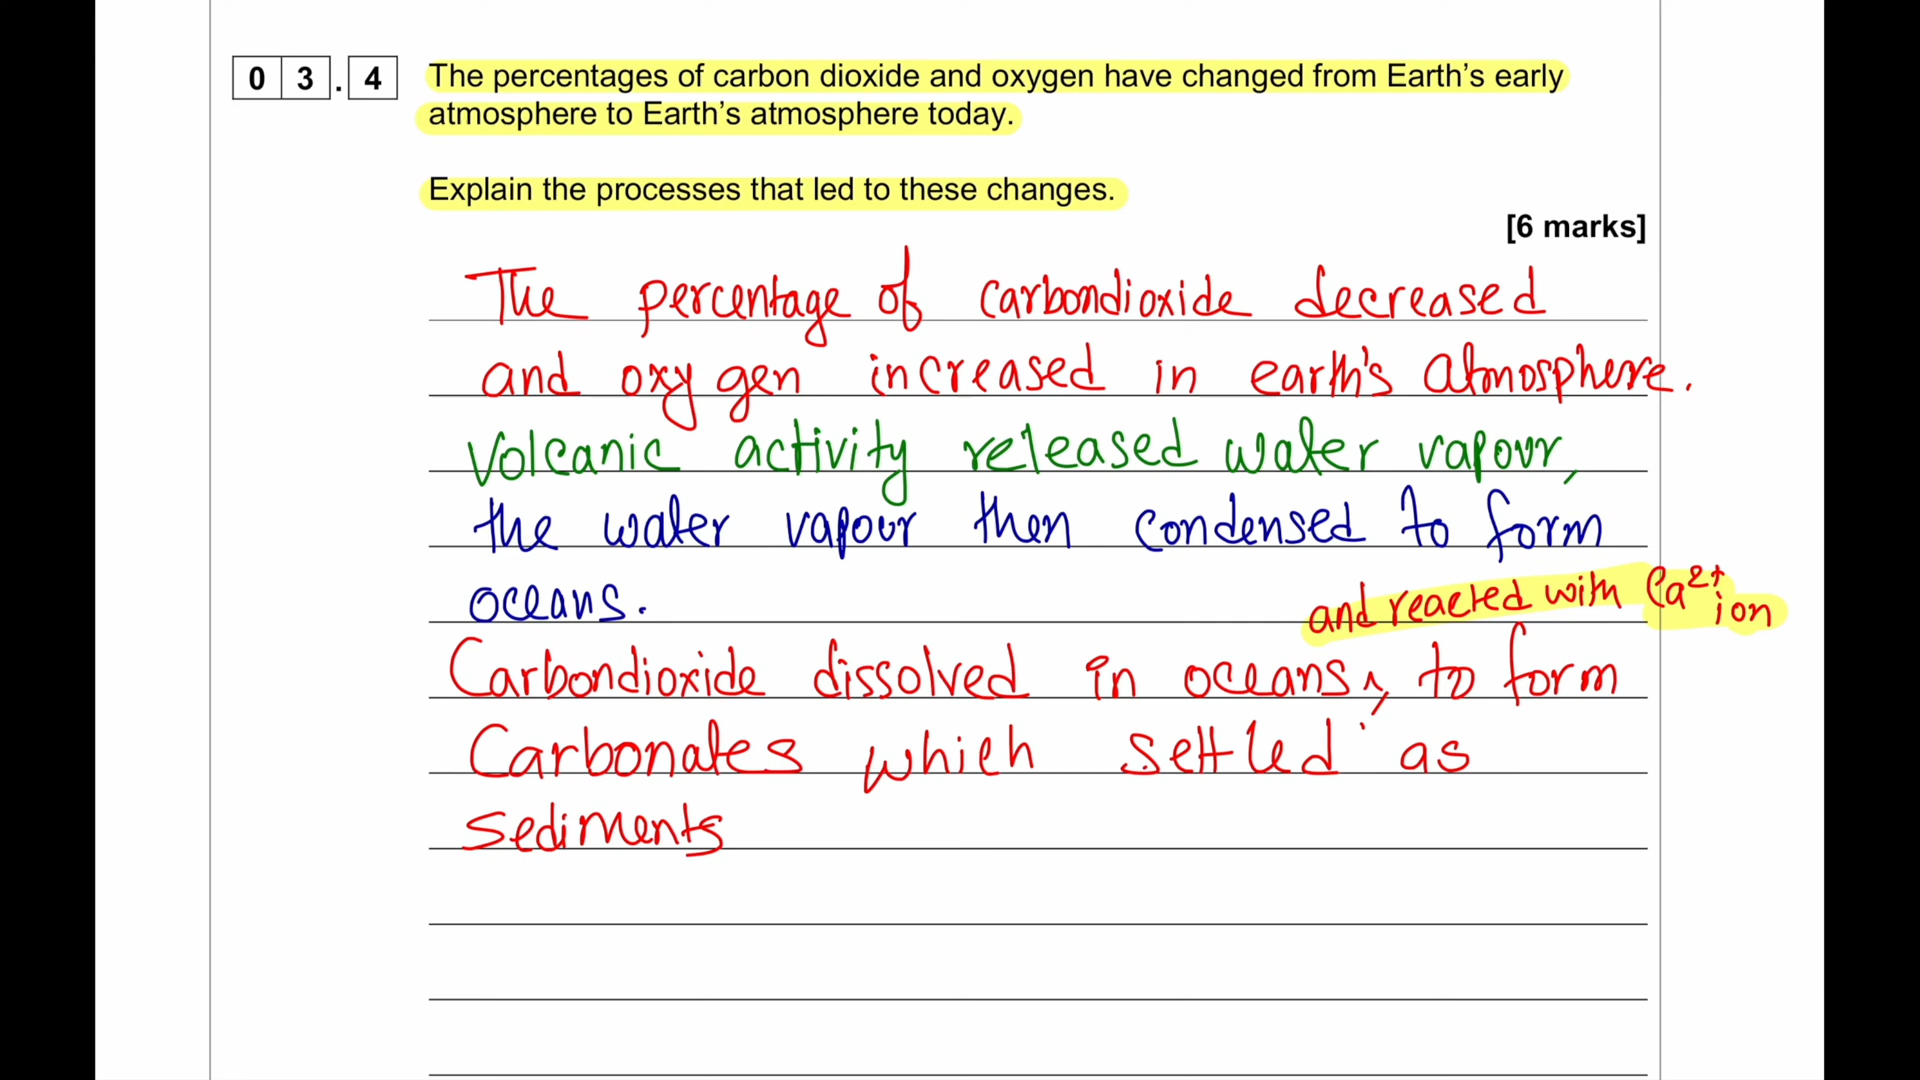 03.4 The percentages of carbon dioxide and oxygen have changed from Earth's early
atmosphere to Earth's atmosphere today.
Explain the processes that led to these changes.
[6 marks]
The percentage of carbondioxide decreased
and oxygen increased in earth's atmosphere.
Volcanic activity released water vapour,
the water vapour then condensed to form
oceans.
and reacted with Ca²⁺ ion
Carbondioxide dissolved in oceans, to form
Carbonates which settled as
sediments